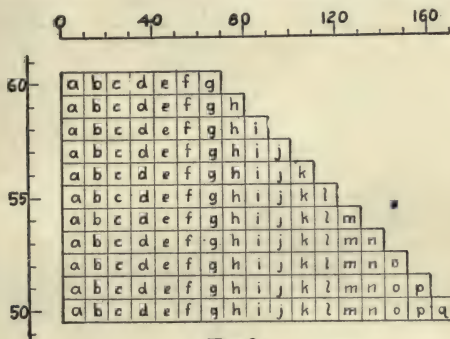 0 40 80 120 160
60 a b c d e f g
a b c d e f g h
a b c d e f g h i
a b c d e f g h i j
a b c d e f g h i j k
55 a b c d e f g h i j k l
a b c d e f g h i j k l m
a b c d e f g h i j k l m n
a b c d e f g h i j k l m n o
a b c d e f g h i j k l m n o p
50 a b c d e f g h i j k l m n o p q